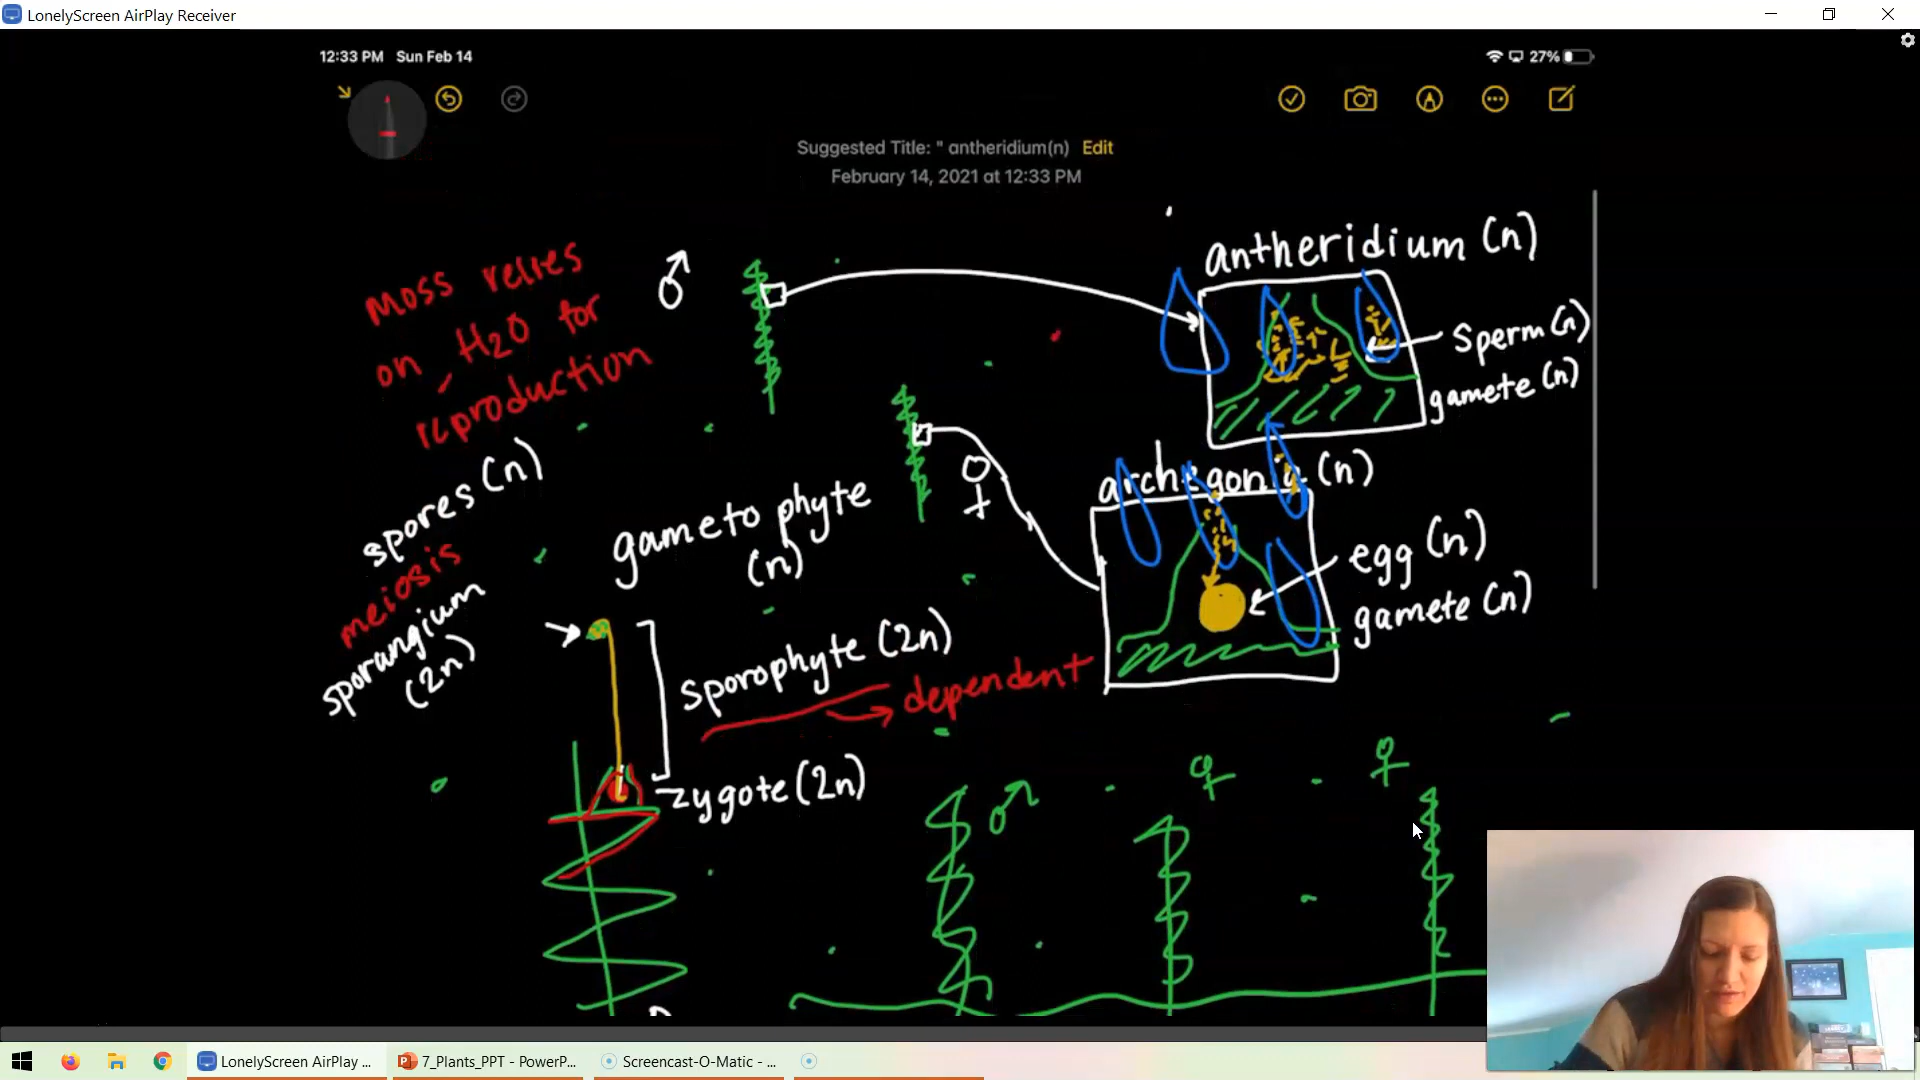 LonelyScreen AirPlay Receiver
12:33 PM Sun Feb 14
27%
Suggested Title: " antheridium(n) Edit
February 14, 2021 at 12:33 PM
Moss relies
on H2O for
reproduction
♂
antheridium (n)
sperm (n)
gamete (n)
♀
archegonia (n)
egg (n)
gamete (n)
spores (n)
meiosis
sporangium
(2n)
gametophyte
(n)
sporophyte (2n)
dependent
zygote (2n)
♂ ♀ ♀
LonelyScreen AirPlay ... 7_Plants_PPT - PowerP... Screencast-O-Matic - ...